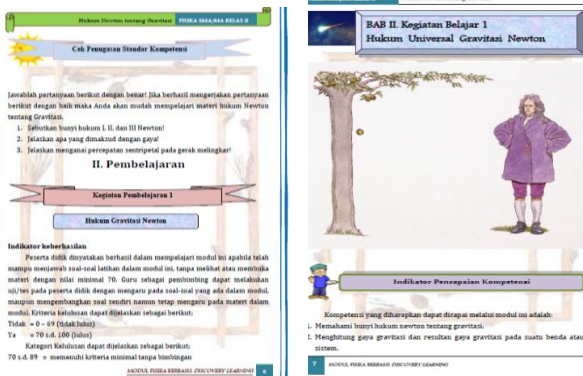 Hukum Newton tentang Gravitasi FISIKA SMA/MA KELAS X
Cek Penugasan Standar Kompetensi
Jawablah pertanyaan berikut dengan benar! Jika berhasil mengerjakan pertanyaan
berikut dengan baik maka Anda akan mudah mempelajari materi hukum Newton
tentang Gravitasi.
1. Sebutkan bunyi hukum I, II, dan III Newton!
2. Jelaskan apa yang dimaksud dengan gaya!
3. Jelaskan mengenai percepatan sentripetal pada gerak melingkar!
II. Pembelajaran
Kegiatan Pembelajaran 1
Hukum Gravitasi Newton
Indikator keberhasilan
Peserta didik dinyatakan berhasil dalam mempelajari modul ini apabila telah
mampu menjawab soal-soal latihan dalam modul ini, tanpa melihat atau membuka
materi dengan nilai minimal 70. Guru sebagai pembimbing dapat melakukan
uji/tes pada peserta didik dengan mengacu pada soal-soal yang ada dalam modul,
maupun mengembangkan soal sendiri namun tetap mengacu pada materi dalam
modul. Kriteria kelulusan dapat dijelaskan sebagai berikut:
Tidak = 0 – 69 (tidak lulus)
Ya = 70 s.d. 100 (lulus)
Kategori Kelulusan dapat dijelaskan sebagai berikut:
70 s.d. 89 = memenuhi kriteria minimal tanpa bimbingan
MODUL FISIKA BERBASIS DISCOVERY LEARNING 6
BAB II. Kegiatan Belajar 1
Hukum Universal Gravitasi Newton
Indikator Pencapaian Kompetensi
Kompetensi yang diharapkan dapat dicapai melalui modul ini adalah:
1. Memahami bunyi hukum newton tentang gravitasi.
2. Menghitung gaya gravitasi dan resultan gaya gravitasi pada suatu benda atau
sistem.
7 MODUL FISIKA BERBASIS DISCOVERY LEARNING